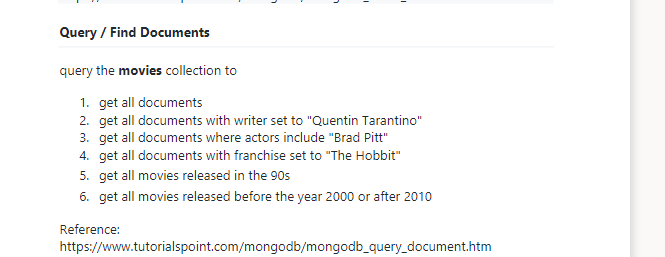 Query / Find Documents
query the movies collection to
1. get all documents
2. get all documents with writer set to "Quentin Tarantino"
3. get all documents where actors include "Brad Pitt"
4. get all documents with franchise set to "The Hobbit"
5. get all movies released in the 90s
6. get all movies released before the year 2000 or after 2010
Reference:
https://www.tutorialspoint.com/mongodb/mongodb_query_document.htm